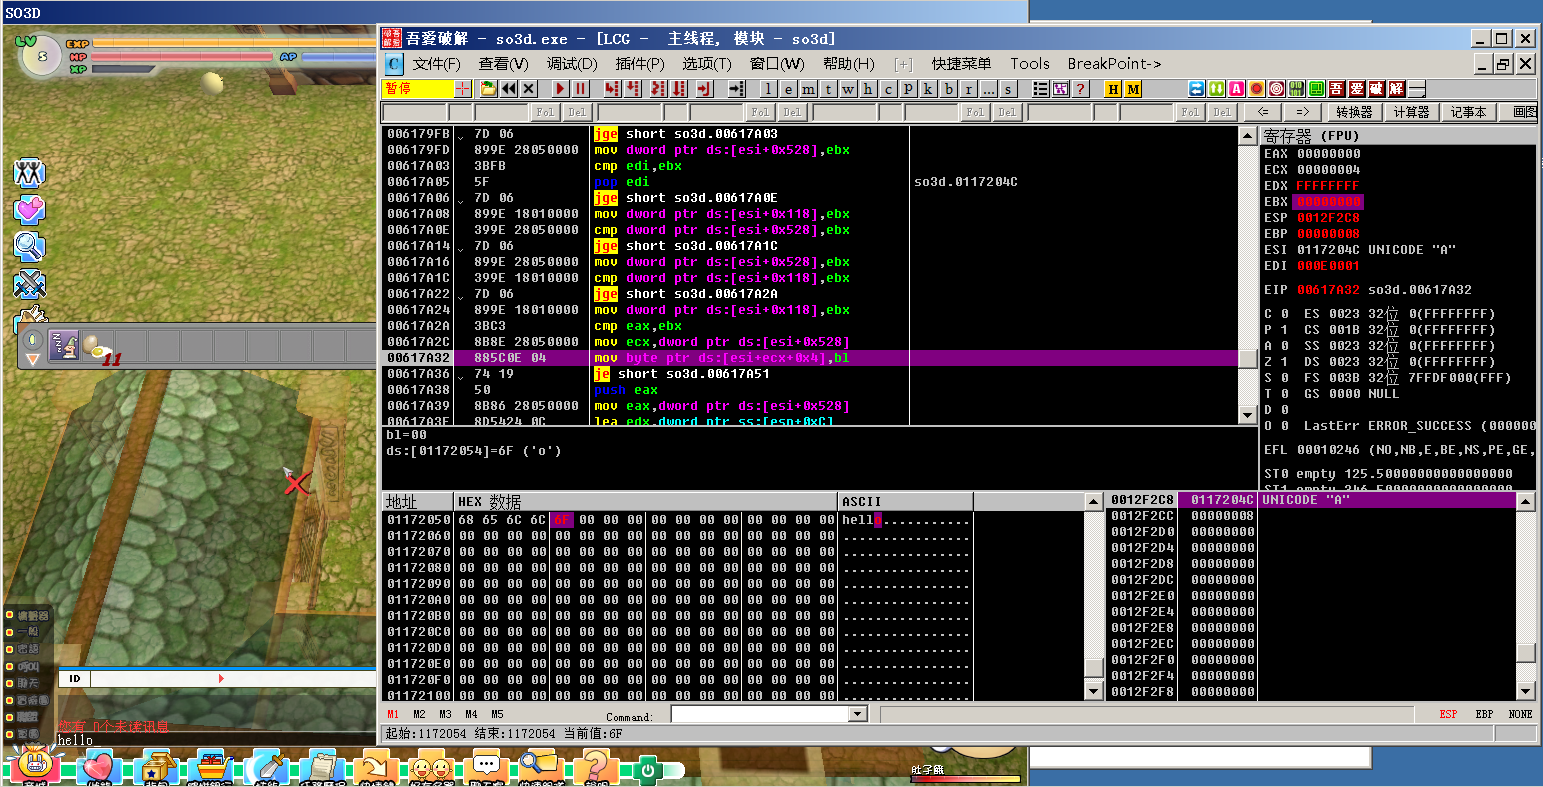 SO3D
LV
S
EXP
HP
AP
XP
11
ID
您有 0个未读讯息
hello
肚子餓
吾爱破解 - so3d.exe - [LCG - 主线程, 模块 - so3d]
C 文件(F) 查看(V) 调试(D) 插件(P) 选项(T) 窗口(W) 帮助(H) [+] 快捷菜单 Tools BreakPoint->
暂停 l e m t w h c p k b r ... s ? H M A 吾 爱 破 解
Fol Del Fol Del Fol Del Fol Del <= => 转换器 计算器 记事本 画图
006179FB 7D 06 jge short so3d.00617A03
006179FD 899E 28050000 mov dword ptr ds:[esi+0x528],ebx
00617A03 3BFB cmp edi,ebx
00617A05 5F pop edi so3d.0117204C
00617A06 7D 06 jge short so3d.00617A0E
00617A08 899E 18010000 mov dword ptr ds:[esi+0x118],ebx
00617A0E 399E 28050000 cmp dword ptr ds:[esi+0x528],ebx
00617A14 7D 06 jge short so3d.00617A1C
00617A16 899E 28050000 mov dword ptr ds:[esi+0x528],ebx
00617A1C 399E 18010000 cmp dword ptr ds:[esi+0x118],ebx
00617A22 7D 06 jge short so3d.00617A2A
00617A24 899E 18010000 mov dword ptr ds:[esi+0x118],ebx
00617A2A 3BC3 cmp eax,ebx
00617A2C 8B8E 28050000 mov ecx,dword ptr ds:[esi+0x528]
00617A32 885C0E 04 mov byte ptr ds:[esi+ecx+0x4],bl
00617A36 74 19 je short so3d.00617A51
00617A38 50 push eax
00617A39 8B86 28050000 mov eax,dword ptr ds:[esi+0x528]
00617A3F 8D5424 0C lea edx,dword ptr ss:[esp+0xC]
bl=00
ds:[01172054]=6F ('o')
寄存器 (FPU)
EAX 00000000
ECX 00000004
EDX FFFFFFFF
EBX 00000000
ESP 0012F2C8
EBP 00000008
ESI 0117204C UNICODE "A"
EDI 000E0001
EIP 00617A32 so3d.00617A32
C 0 ES 0023 32位 0(FFFFFFFF)
P 1 CS 001B 32位 0(FFFFFFFF)
A 0 SS 0023 32位 0(FFFFFFFF)
Z 1 DS 0023 32位 0(FFFFFFFF)
S 0 FS 003B 32位 7FFDF000(FFF)
T 0 GS 0000 NULL
D 0
O 0 LastErr ERROR_SUCCESS (000000
EFL 00010246 (NO,NB,E,BE,NS,PE,GE,
ST0 empty 125.50000000000000000
地址 HEX 数据 ASCII
01172050 68 65 6C 6C 6F 00 00 00 00 00 00 00 00 00 00 00 hello...........
01172060 00 00 00 00 00 00 00 00 00 00 00 00 00 00 00 00 ................
01172070 00 00 00 00 00 00 00 00 00 00 00 00 00 00 00 00 ................
01172080 00 00 00 00 00 00 00 00 00 00 00 00 00 00 00 00 ................
01172090 00 00 00 00 00 00 00 00 00 00 00 00 00 00 00 00 ................
011720A0 00 00 00 00 00 00 00 00 00 00 00 00 00 00 00 00 ................
011720B0 00 00 00 00 00 00 00 00 00 00 00 00 00 00 00 00 ................
011720C0 00 00 00 00 00 00 00 00 00 00 00 00 00 00 00 00 ................
011720D0 00 00 00 00 00 00 00 00 00 00 00 00 00 00 00 00 ................
011720E0 00 00 00 00 00 00 00 00 00 00 00 00 00 00 00 00 ................
011720F0 00 00 00 00 00 00 00 00 00 00 00 00 00 00 00 00 ................
01172100 00 00 00 00 00 00 00 00 00 00 00 00 00 00 00 00 ................
0012F2C8 0117204C UNICODE "A"
0012F2CC 00000008
0012F2D0 00000000
0012F2D4 00000000
0012F2D8 00000000
0012F2DC 00000000
0012F2E0 00000000
0012F2E4 00000000
0012F2E8 00000000
0012F2EC 00000000
0012F2F0 00000000
0012F2F4 00000000
0012F2F8 00000000
M1 M2 M3 M4 M5 Command: ESP EBP NONE
起始:1172054 结束:1172054 当前值:6F